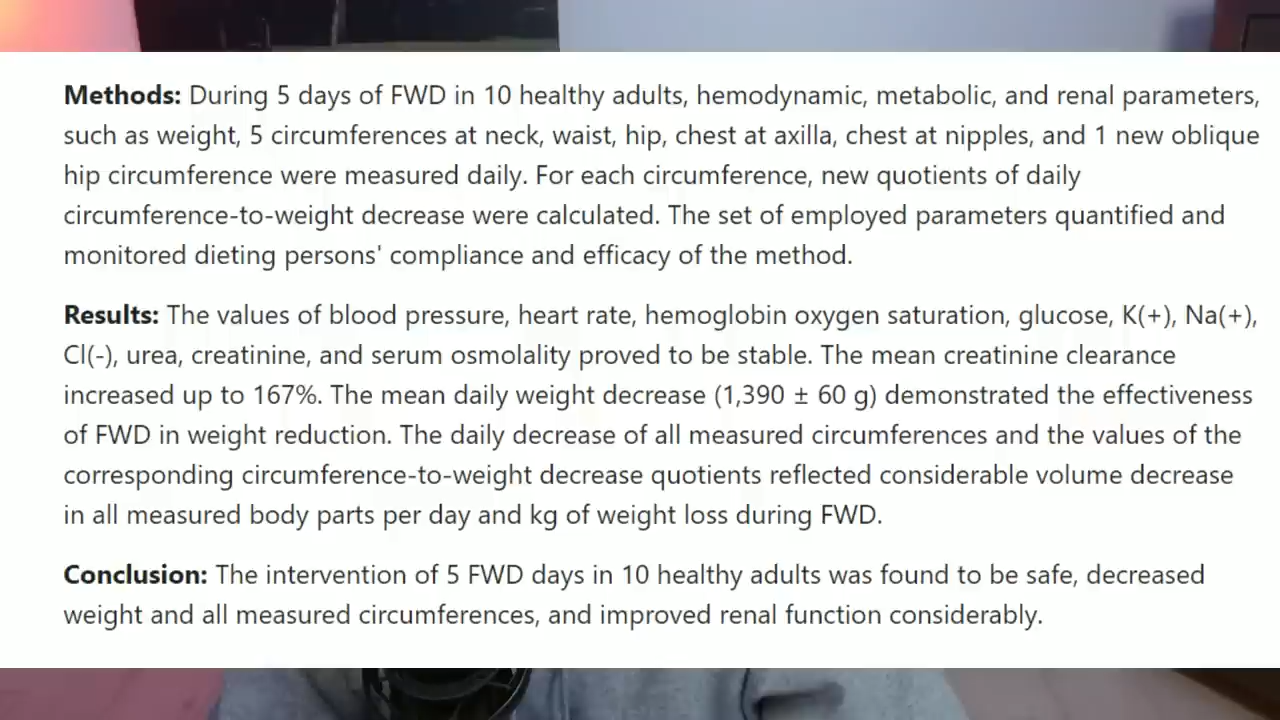 Methods: During 5 days of FWD in 10 healthy adults, hemodynamic, metabolic, and renal parameters,
such as weight, 5 circumferences at neck, waist, hip, chest at axilla, chest at nipples, and 1 new oblique
hip circumference were measured daily. For each circumference, new quotients of daily
circumference-to-weight decrease were calculated. The set of employed parameters quantified and
monitored dieting persons' compliance and efficacy of the method.
Results: The values of blood pressure, heart rate, hemoglobin oxygen saturation, glucose, K(+), Na(+),
Cl(-), urea, creatinine, and serum osmolality proved to be stable. The mean creatinine clearance
increased up to 167%. The mean daily weight decrease (1,390 ± 60 g) demonstrated the effectiveness
of FWD in weight reduction. The daily decrease of all measured circumferences and the values of the
corresponding circumference-to-weight decrease quotients reflected considerable volume decrease
in all measured body parts per day and kg of weight loss during FWD.
Conclusion: The intervention of 5 FWD days in 10 healthy adults was found to be safe, decreased
weight and all measured circumferences, and improved renal function considerably.